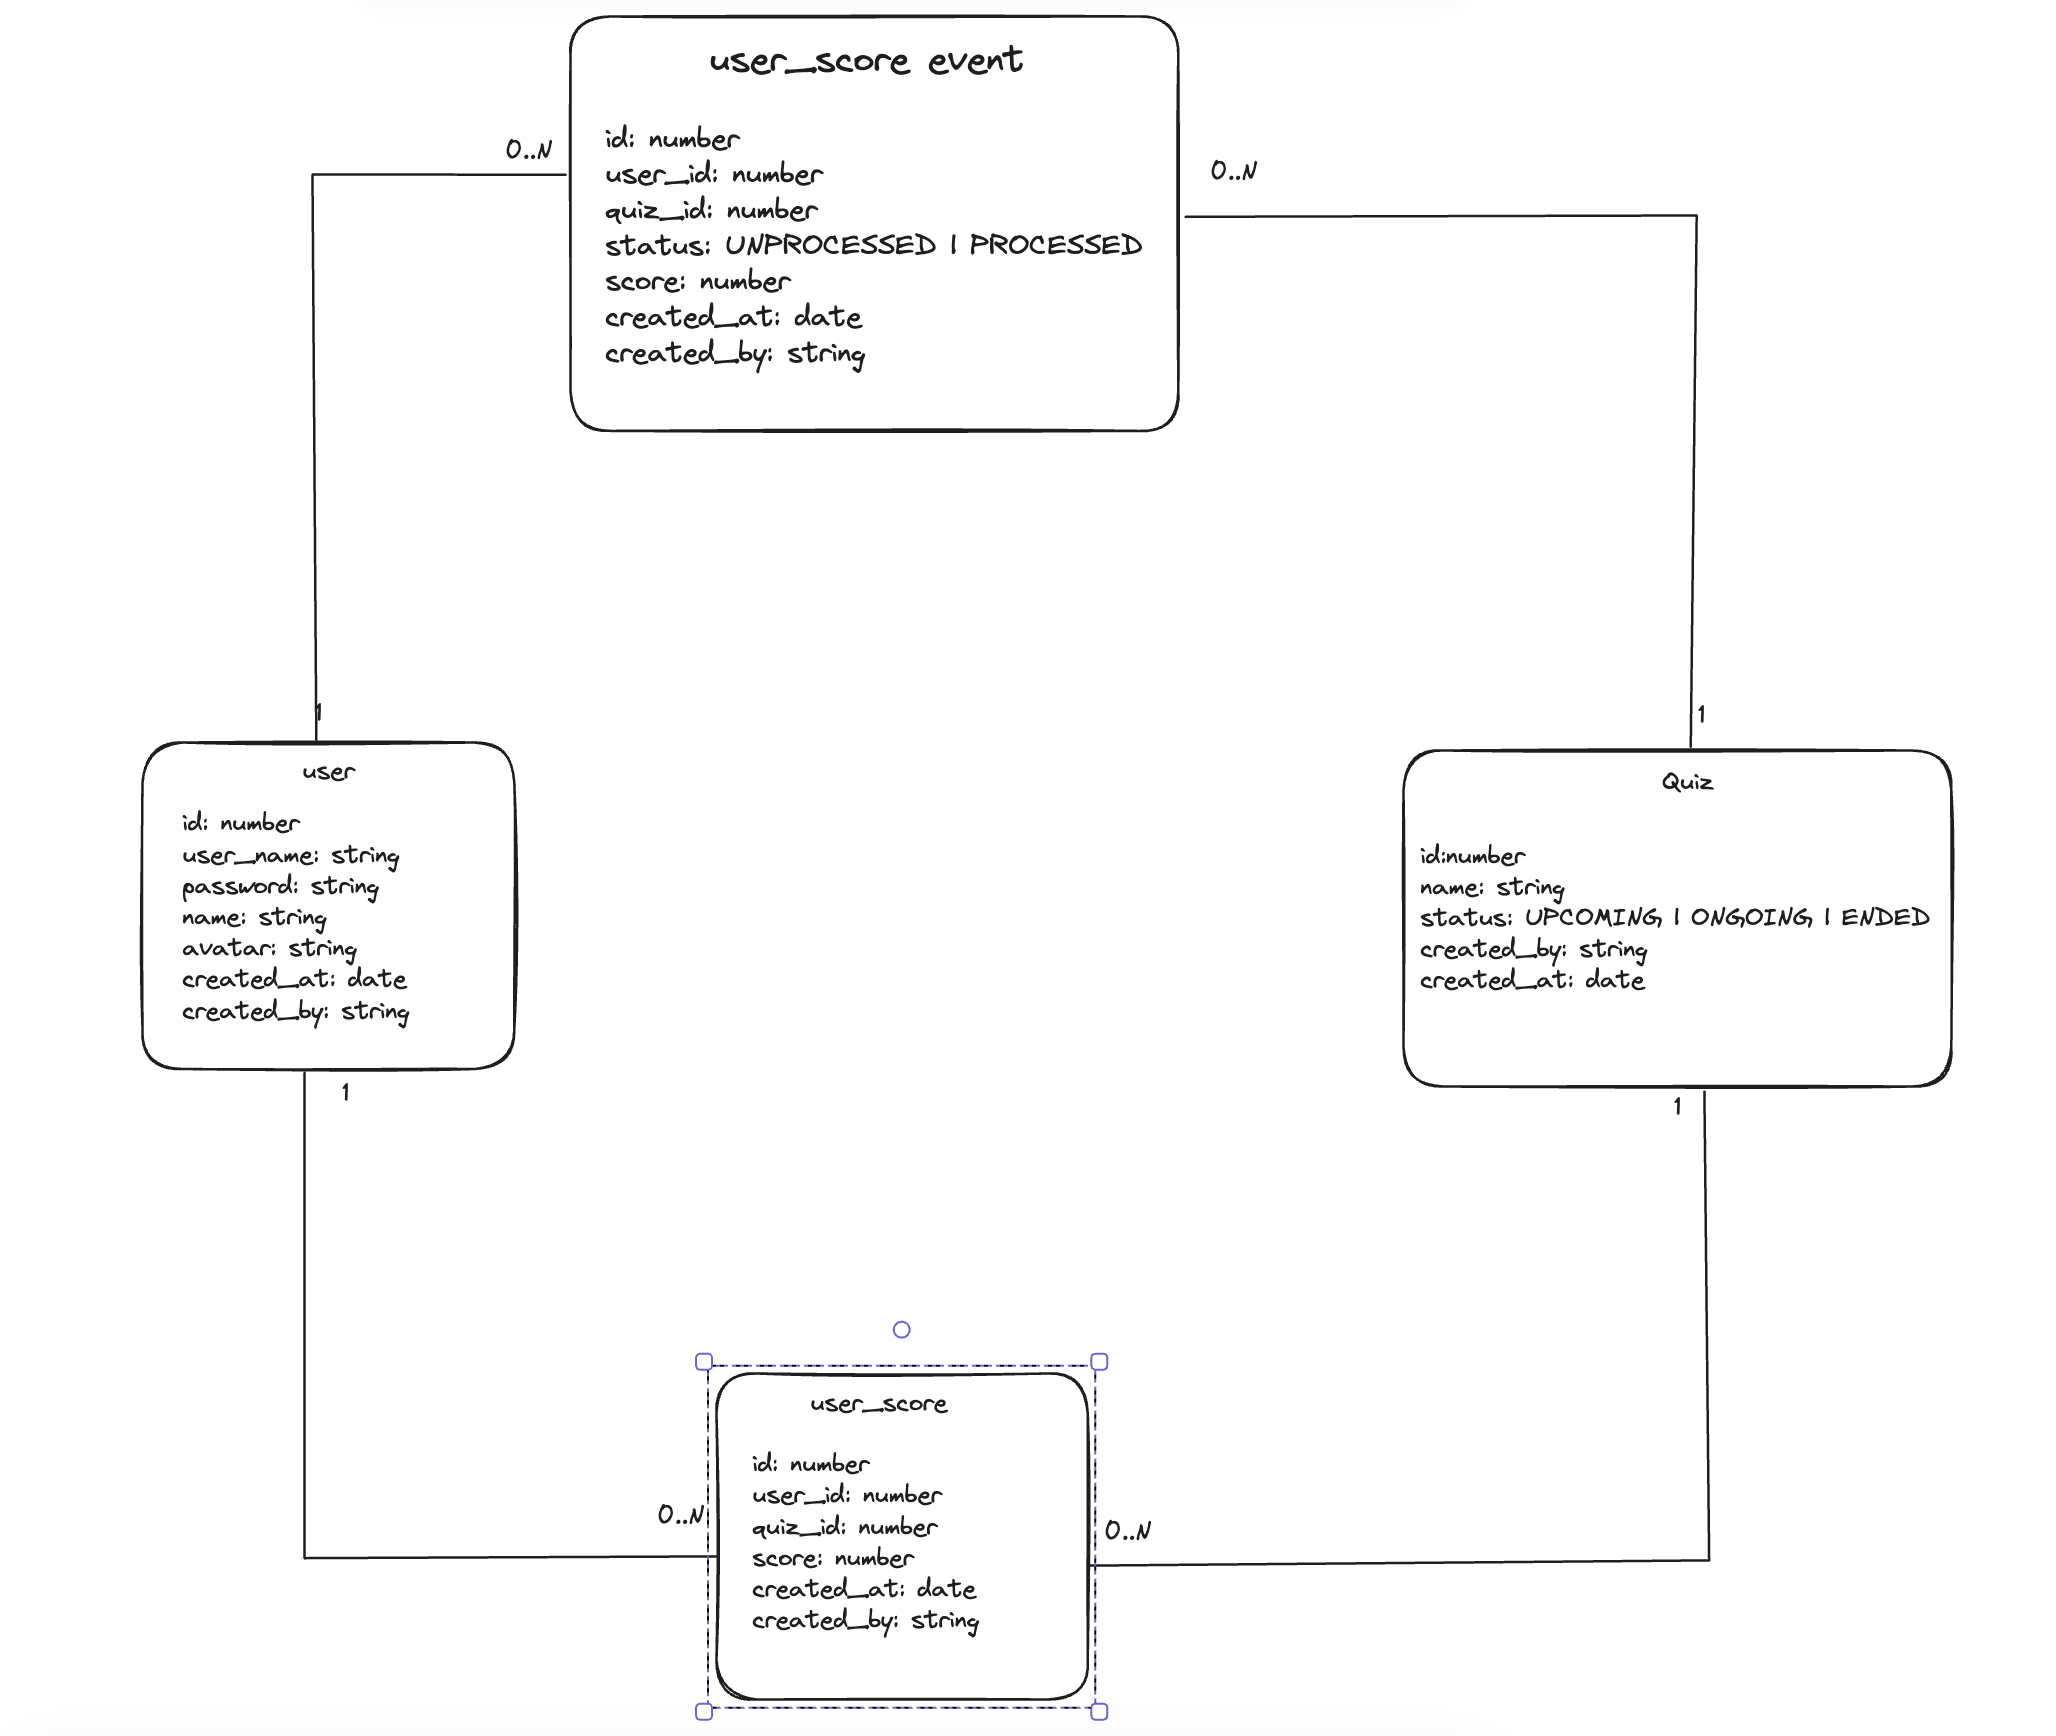 user_score event
id: number
user_id: number
quiz_id: number
status: UNPROCESSED | PROCESSED
score: number
created_at: date
created_by: string
0..N
0..N
1
1
user
id: number
user_name: string
password: string
name: string
avatar: string
created_at: date
created_by: string
Quiz
id:number
name: string
status: UPCOMING | ONGOING | ENDED
created_by: string
created_at: date
1
1
user_score
id: number
user_id: number
quiz_id: number
score: number
created_at: date
created_by: string
0..N
0..N